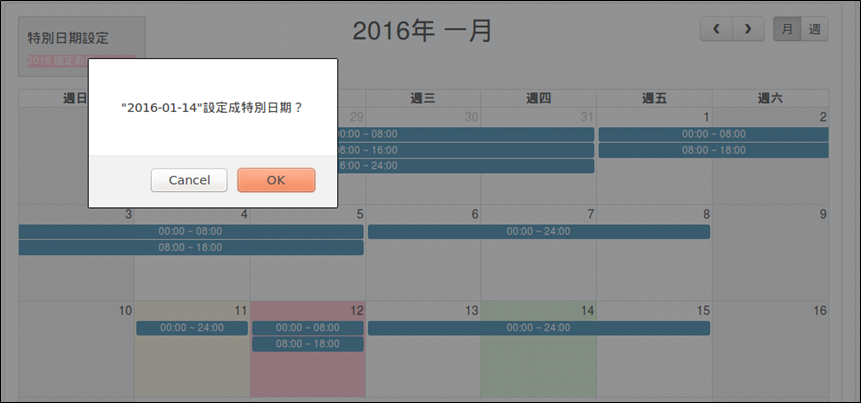 特別日期設定
2016年 一月
月 週
2016
"2016-01-14"設定成特別日期？
Cancel OK
週日 週三 週四 週五 週六
29 30 31 1 2
00:00 ~ 08:00 00:00 ~ 08:00
08:00 ~ 16:00 08:00 ~ 18:00
6:00 ~ 24:00
3 4 5 6 7 8 9
00:00 ~ 08:00 00:00 ~ 24:00
08:00 ~ 18:00
10 11 12 13 14 15 16
00:00 ~ 24:00 00:00 ~ 08:00 00:00 ~ 24:00
08:00 ~ 18:00